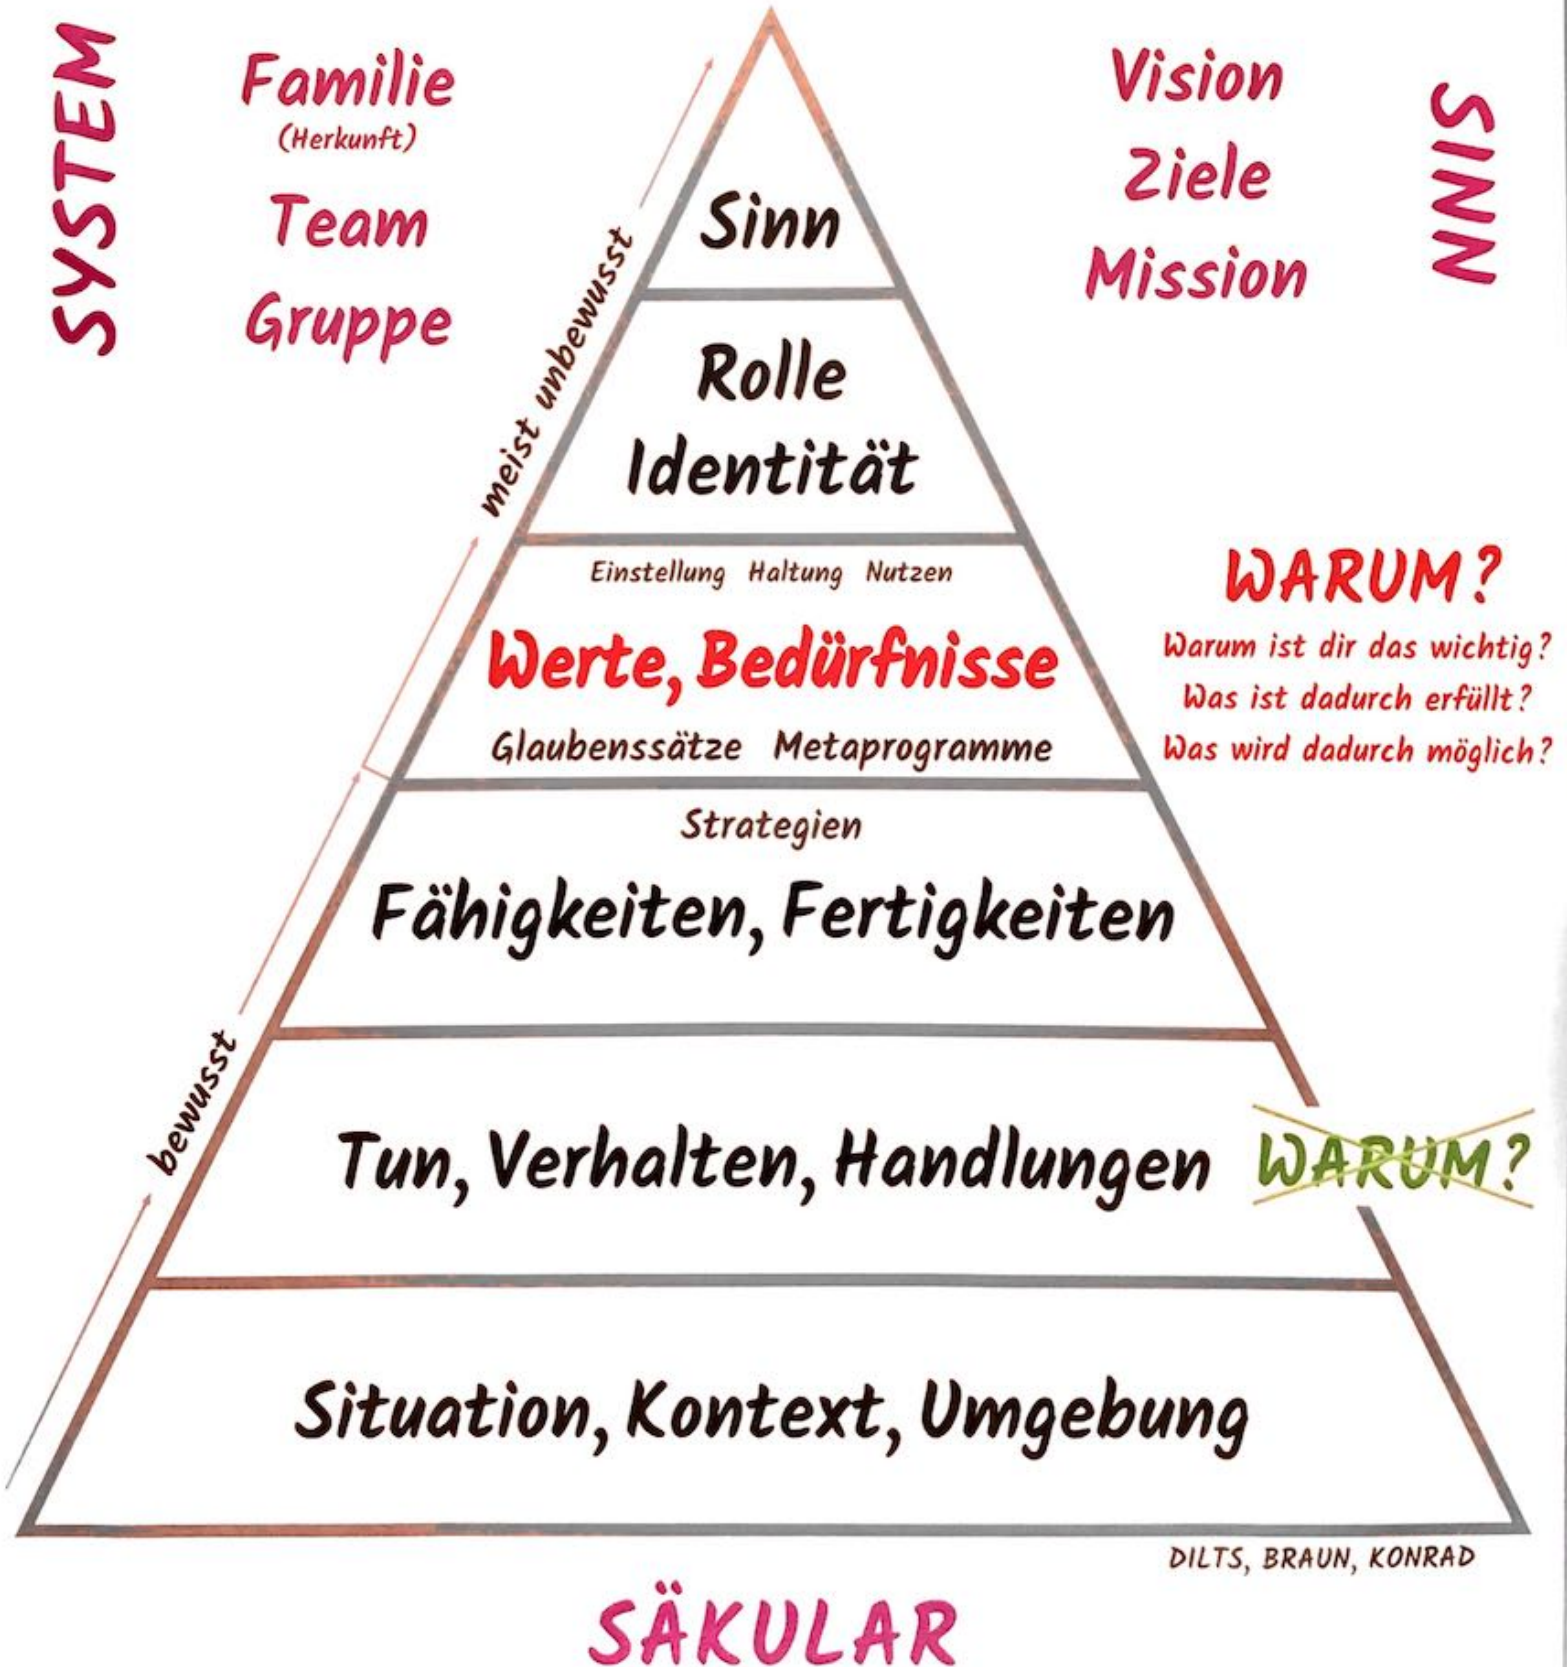 SYSTEM
Familie
(Herkunft)
Team
Gruppe
Vision
Ziele
Mission
SINN
meist unbewusst
bewusst
Sinn
Rolle
Identität
Einstellung Haltung Nutzen
Werte, Bedürfnisse
Glaubenssätze Metaprogramme
WARUM?
Warum ist dir das wichtig?
Was ist dadurch erfüllt?
Was wird dadurch möglich?
Strategien
Fähigkeiten, Fertigkeiten
Tun, Verhalten, Handlungen
WARUM?
Situation, Kontext, Umgebung
DILTS, BRAUN, KONRAD
SÄKULAR